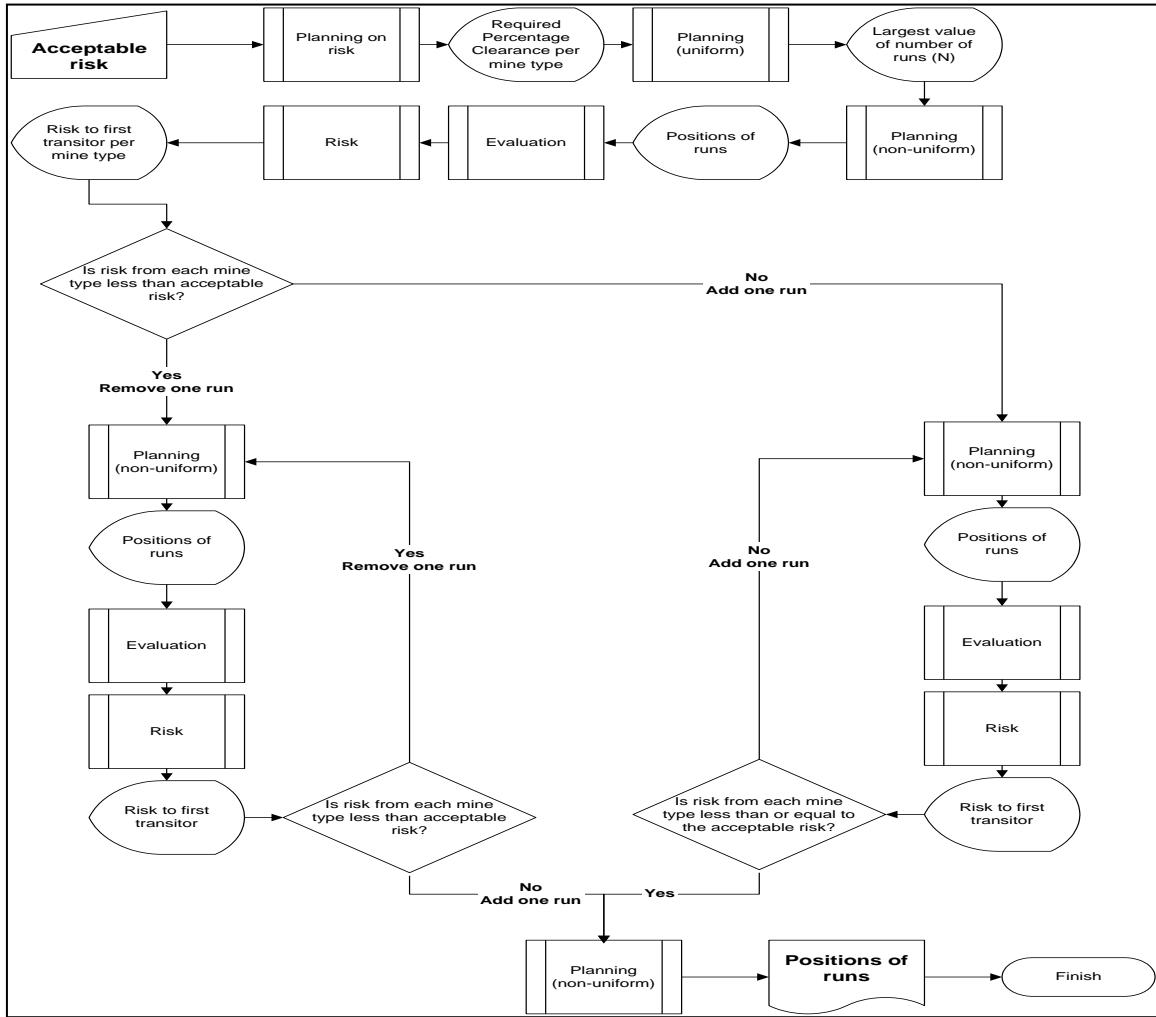 Acceptable
risk
Planning on
risk
Required
Percentage
Clearance per
mine type
Planning
(uniform)
Largest value
of number of
runs (N)
Risk to first
transitor per
mine type
Risk
Evaluation
Positions of
runs
Planning
(non-uniform)
Is risk from each mine
type less than acceptable
risk?
No
Add one run
Yes
Remove one run
Planning
(non-uniform)
Positions of
runs
Evaluation
Risk
Risk to first
transitor
Is risk from each mine
type less than acceptable
risk?
Yes
Remove one run
No
Add one run
Planning
(non-uniform)
Positions of
runs
Evaluation
Risk
Risk to first
transitor
Is risk from each mine
type less than or equal to
the acceptable risk?
No
Add one run
Yes
Planning
(non-uniform)
Positions of
runs
Finish